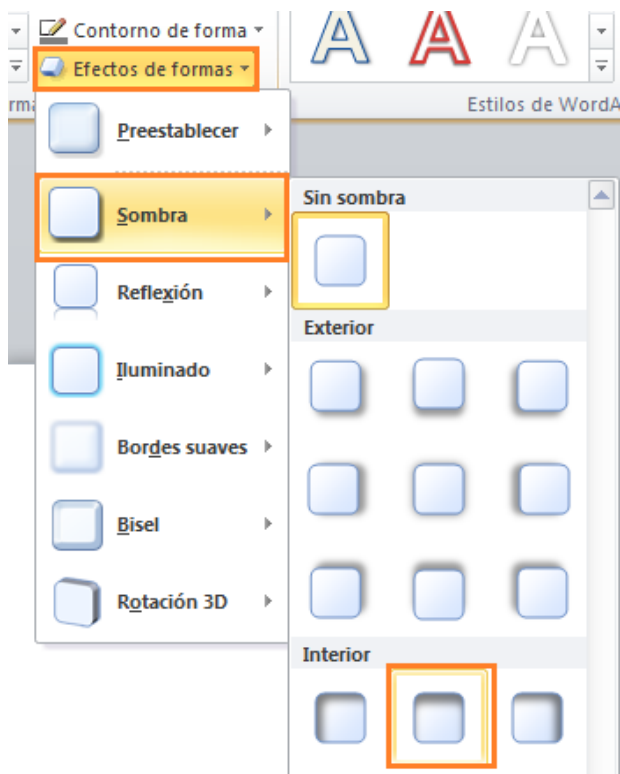 Contorno de forma
Efectos de formas
Estilos de WordA
Preestablecer
Sombra
Reflexión
Iluminado
Bordes suaves
Bisel
Rotación 3D
Sin sombra
Exterior
Interior
A A A